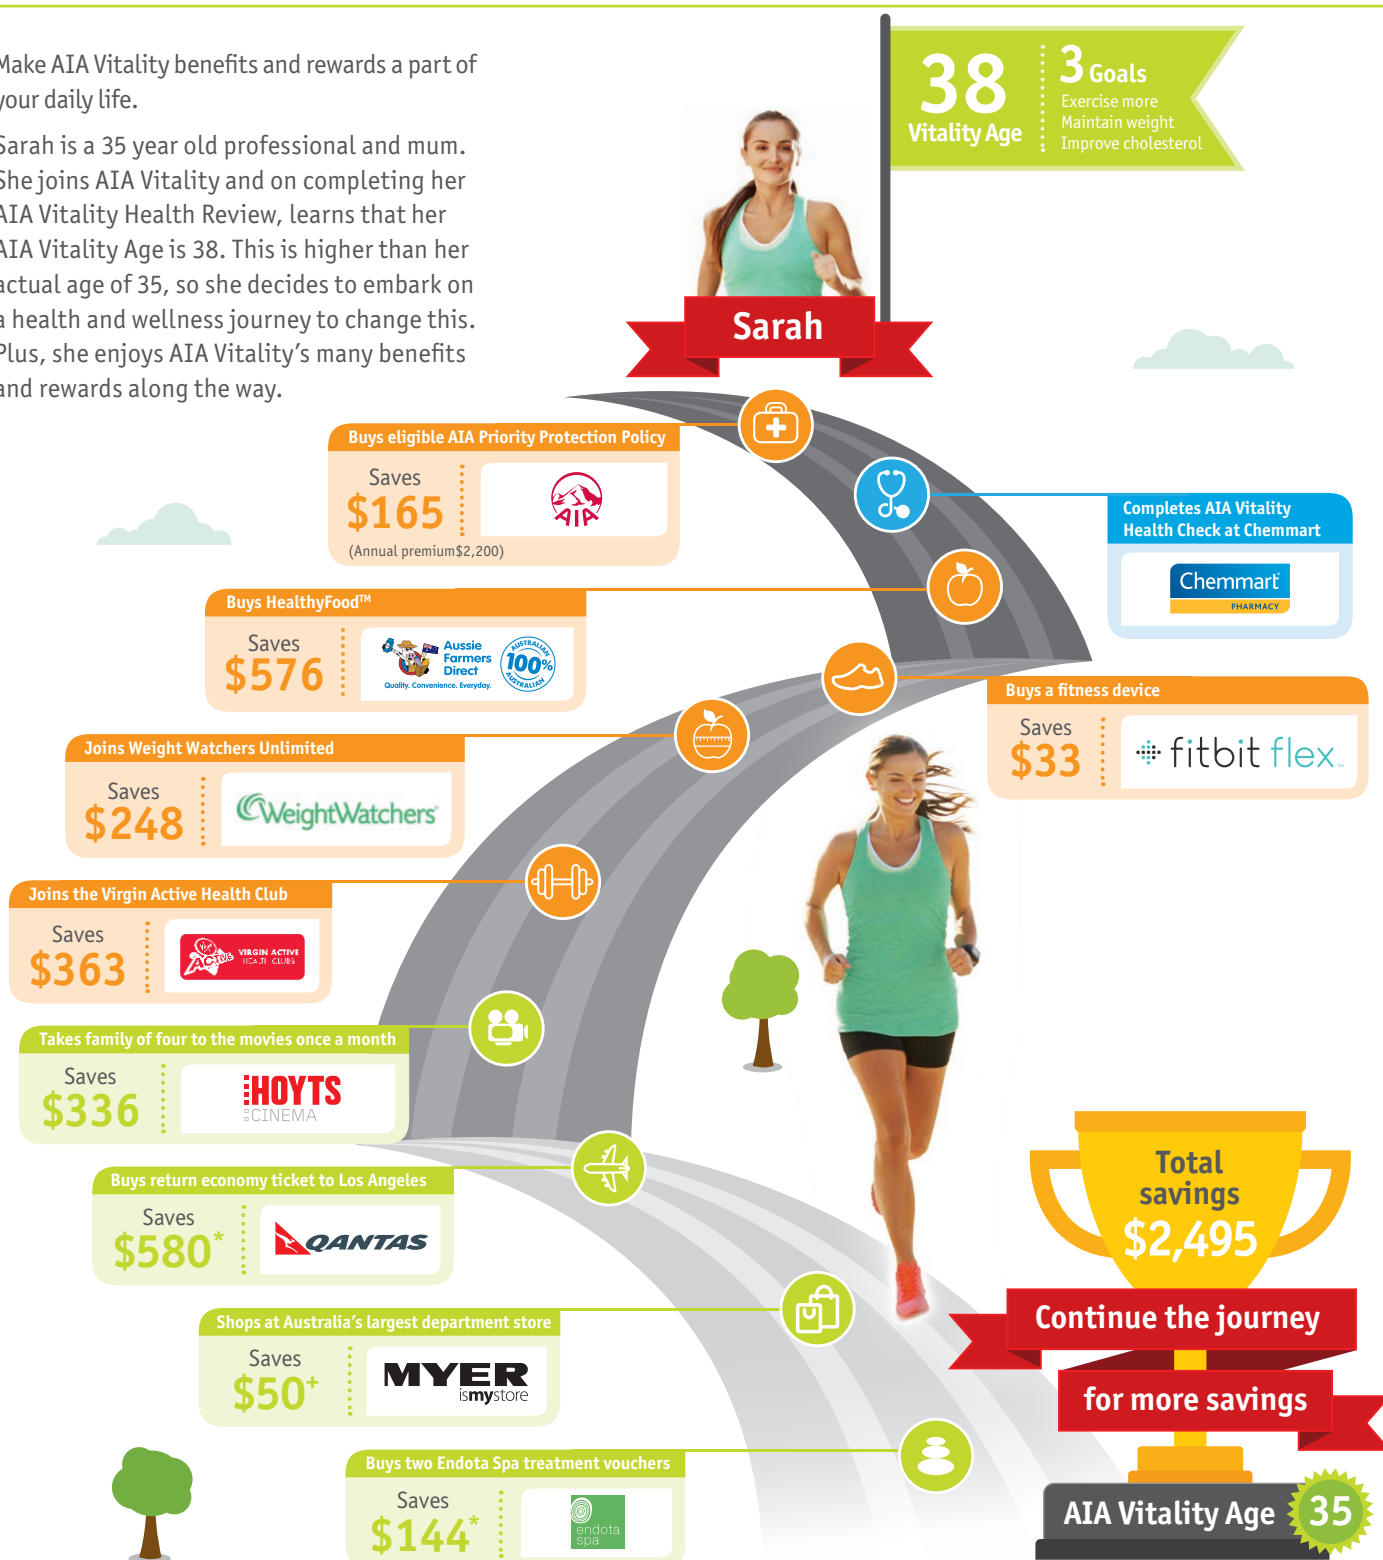 Make AIA Vitality benefits and rewards a part of
your daily life.
Sarah is a 35 year old professional and mum.
She joins AIA Vitality and on completing her
AIA Vitality Health Review, learns that her
AIA Vitality Age is 38. This is higher than her
actual age of 35, so she decides to embark on
a health and wellness journey to change this.
Plus, she enjoys AIA Vitality’s many benefits
and rewards along the way.
38
Vitality Age
3 Goals
Exercise more
Maintain weight
Improve cholesterol
Sarah
Buys eligible AIA Priority Protection Policy
Saves
$165
(Annual premium$2,200)
AIA
Completes AIA Vitality
Health Check at Chemmart
Chemmart
PHARMACY
Buys HealthyFood™
Saves
$576
Aussie
Farmers
Direct
Quality. Convenience. Everyday.
AUSTRALIAN
100%
AUSTRALIAN
Buys a fitness device
Saves
$33
fitbit flex
Joins Weight Watchers Unlimited
Saves
$248
WeightWatchers
Joins the Virgin Active Health Club
Saves
$363
ACTIVE
VIRGIN ACTIVE
HEALTH CLUBS
Takes family of four to the movies once a month
Saves
$336
HOYTS
CINEMA
Buys return economy ticket to Los Angeles
Saves
$580*
QANTAS
Shops at Australia’s largest department store
Saves
$50+
MYER
ismystore
Buys two Endota Spa treatment vouchers
Saves
$144*
endota
spa
Total
savings
$2,495
Continue the journey
for more savings
AIA Vitality Age 35